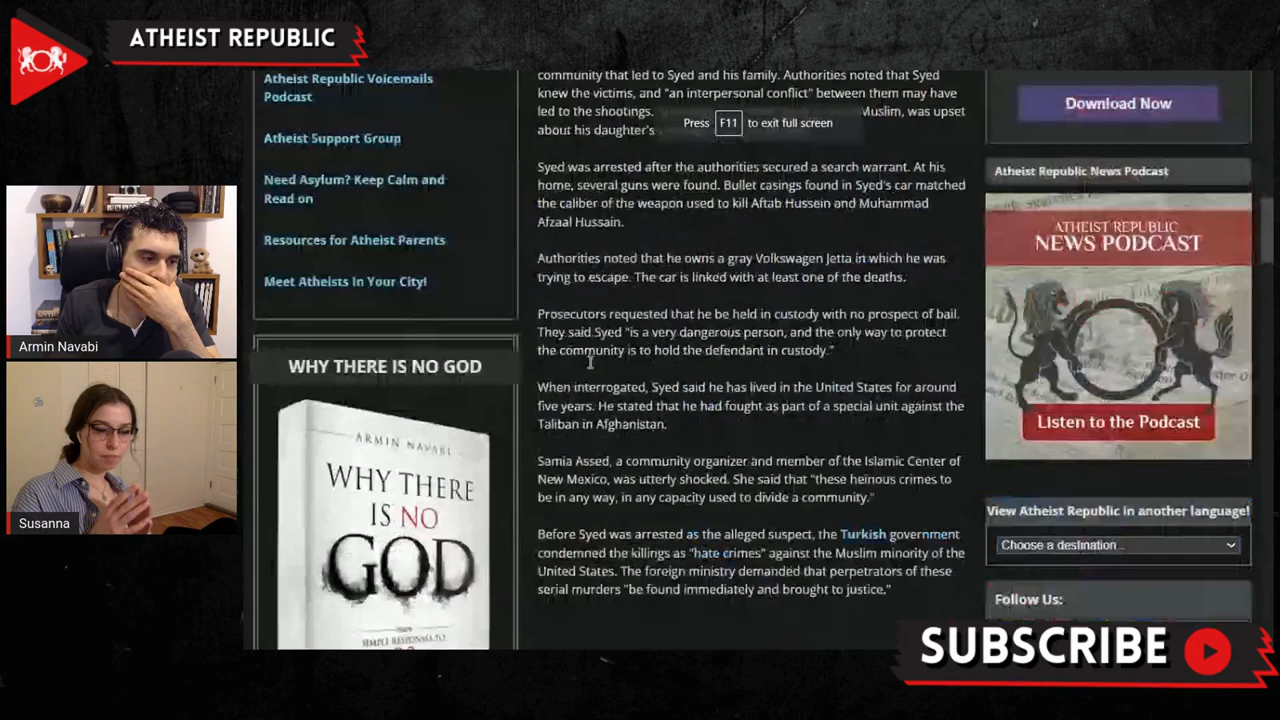 ATHEIST REPUBLIC
Atheist Republic Voicemails
Podcast
Atheist Support Group
Need Asylum? Keep Calm and
Read on
Resources for Atheist Parents
Meet Atheists In Your City!
WHY THERE IS NO GOD
ARMIN NAVABI
WHY THERE
IS NO
GOD
SIMPLE RESPONSES TO
community that led to Syed and his family. Authorities noted that Syed
knew the victims, and "an interpersonal conflict" between them may have
led to the shootings. Muslim, was upset
about his daughter's
Press F11 to exit full screen
Syed was arrested after the authorities secured a search warrant. At his
home, several guns were found. Bullet casings found in Syed's car matched
the caliber of the weapon used to kill Aftab Hussein and Muhammad
Afzaal Hussain.
Authorities noted that he owns a gray Volkswagen Jetta in which he was
trying to escape. The car is linked with at least one of the deaths.
Prosecutors requested that he be held in custody with no prospect of bail.
They said Syed "is a very dangerous person, and the only way to protect
the community is to hold the defendant in custody."
When interrogated, Syed said he has lived in the United States for around
five years. He stated that he had fought as part of a special unit against the
Taliban in Afghanistan.
Samia Assed, a community organizer and member of the Islamic Center of
New Mexico, was utterly shocked. She said that "these heinous crimes to
be in any way, in any capacity used to divide a community."
Before Syed was arrested as the alleged suspect, the Turkish government
condemned the killings as "hate crimes" against the Muslim minority of the
United States. The foreign ministry demanded that perpetrators of these
serial murders "be found immediately and brought to justice."
Download Now
Atheist Republic News Podcast
ATHEIST REPUBLIC
NEWS PODCAST
Listen to the Podcast
View Atheist Republic in another language!
Choose a destination...
Follow Us:
Armin Navabi
Susanna
SUBSCRIBE